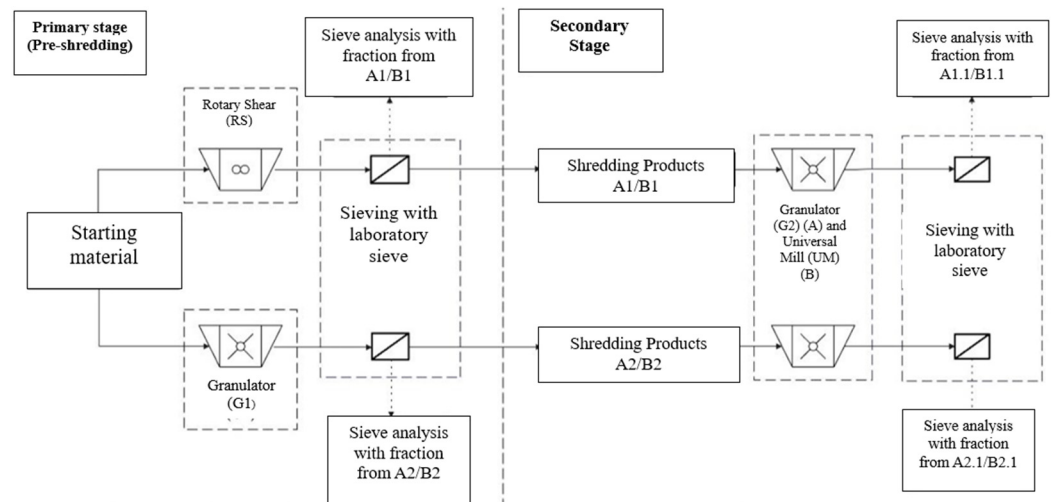 Primary stage
(Pre-shredding)
Sieve analysis with
fraction from
A1/B1
Secondary
Stage
Sieve analysis with
fraction from
A1.1/B1.1
Rotary Shear
(RS)
Shredding Products
A1/B1
Starting
material
Sieving with
laboratory
sieve
Granulator
(G2) (A) and
Universal
Mill (UM)
(B)
Sieving with
laboratory
sieve
Shredding Products
A2/B2
Granulator
(G1)
Sieve analysis
with fraction
from A2/B2
Sieve analysis
with fraction
from A2.1/B2.1